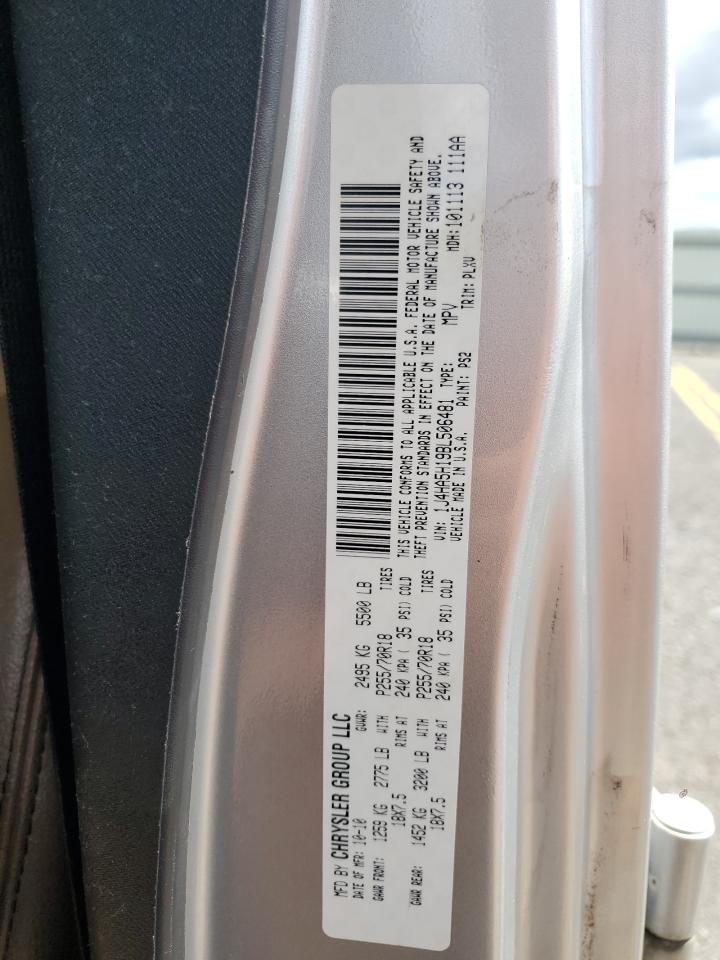 MFD BY CHRYSLER GROUP LLC
DATE OF MFR: 10-10 GVWR: 2495 KG 5500 LB
GAWR FRONT: 1259 KG 2775 LB WITH P255/70R18 TIRES
18X7.5 RIMS AT 240 KPA ( 35 PSI) COLD
GAWR REAR: 1452 KG 3200 LB WITH P255/70R18 TIRES
18X7.5 RIMS AT 240 KPA ( 35 PSI) COLD
THIS VEHICLE CONFORMS TO ALL APPLICABLE U.S.A. FEDERAL MOTOR VEHICLE SAFETY AND
THEFT PREVENTION STANDARDS IN EFFECT ON THE DATE OF MANUFACTURE SHOWN ABOVE.
VIN: 1J4HA5H19BL506481 TYPE: MPV MDH:101113 111AA
VEHICLE MADE IN U.S.A. PAINT: PS2 TRIM: PLXV